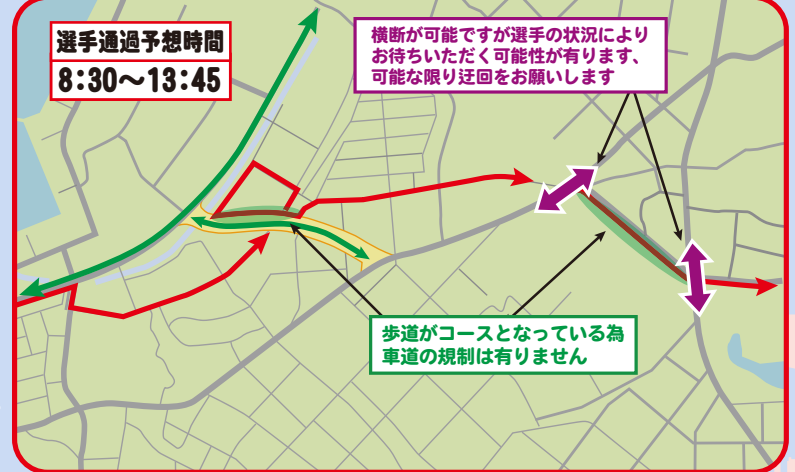 選手通過予想時間
8:30〜13:45
横断が可能ですが選手の状況により
お待ちいただく可能性が有ります、
可能な限り迂回をお願いします
歩道がコースとなっている為
車道の規制は有りません